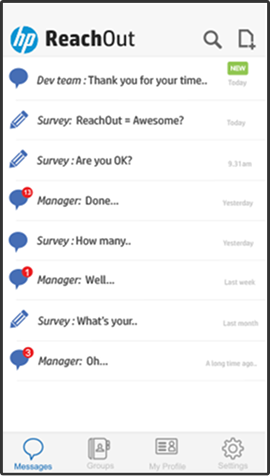 hp ReachOut
NEW
Dev team : Thank you for your time.. Today
Survey: ReachOut = Awesome? Today
Survey : Are you OK? 9.31am
13
Manager: Done... Yesterday
Survey : How many.. Yesterday
1
Manager: Well... Last week
Survey : What's your.. Last month
3
Manager: Oh... A long time ago..
Messages Groups My Profile Settings